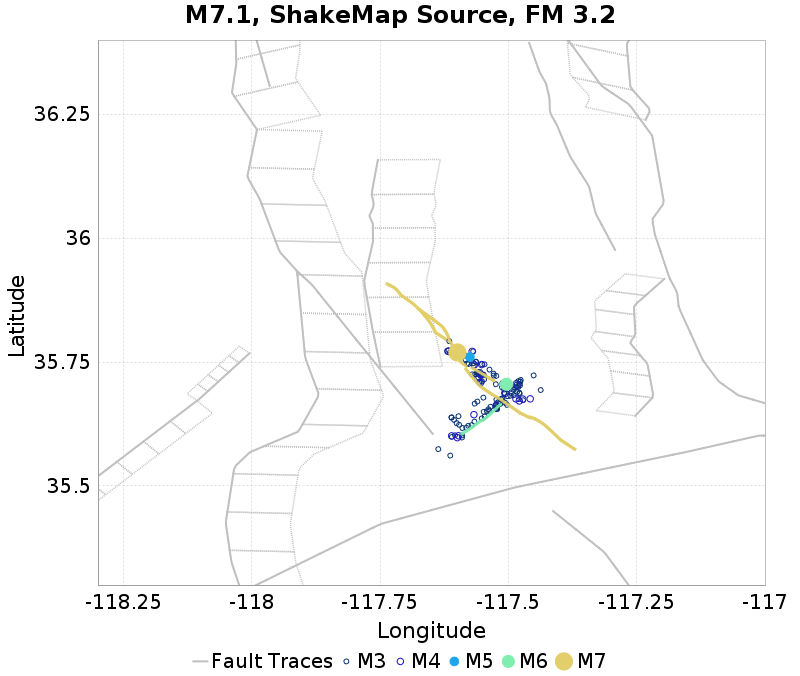 M7.1, ShakeMap Source, FM 3.2
36.25
36
35.75
35.5
Latitude
-118.25 -118 -117.75 -117.5 -117.25 -117
Longitude
Fault Traces M3 M4 M5 M6 M7